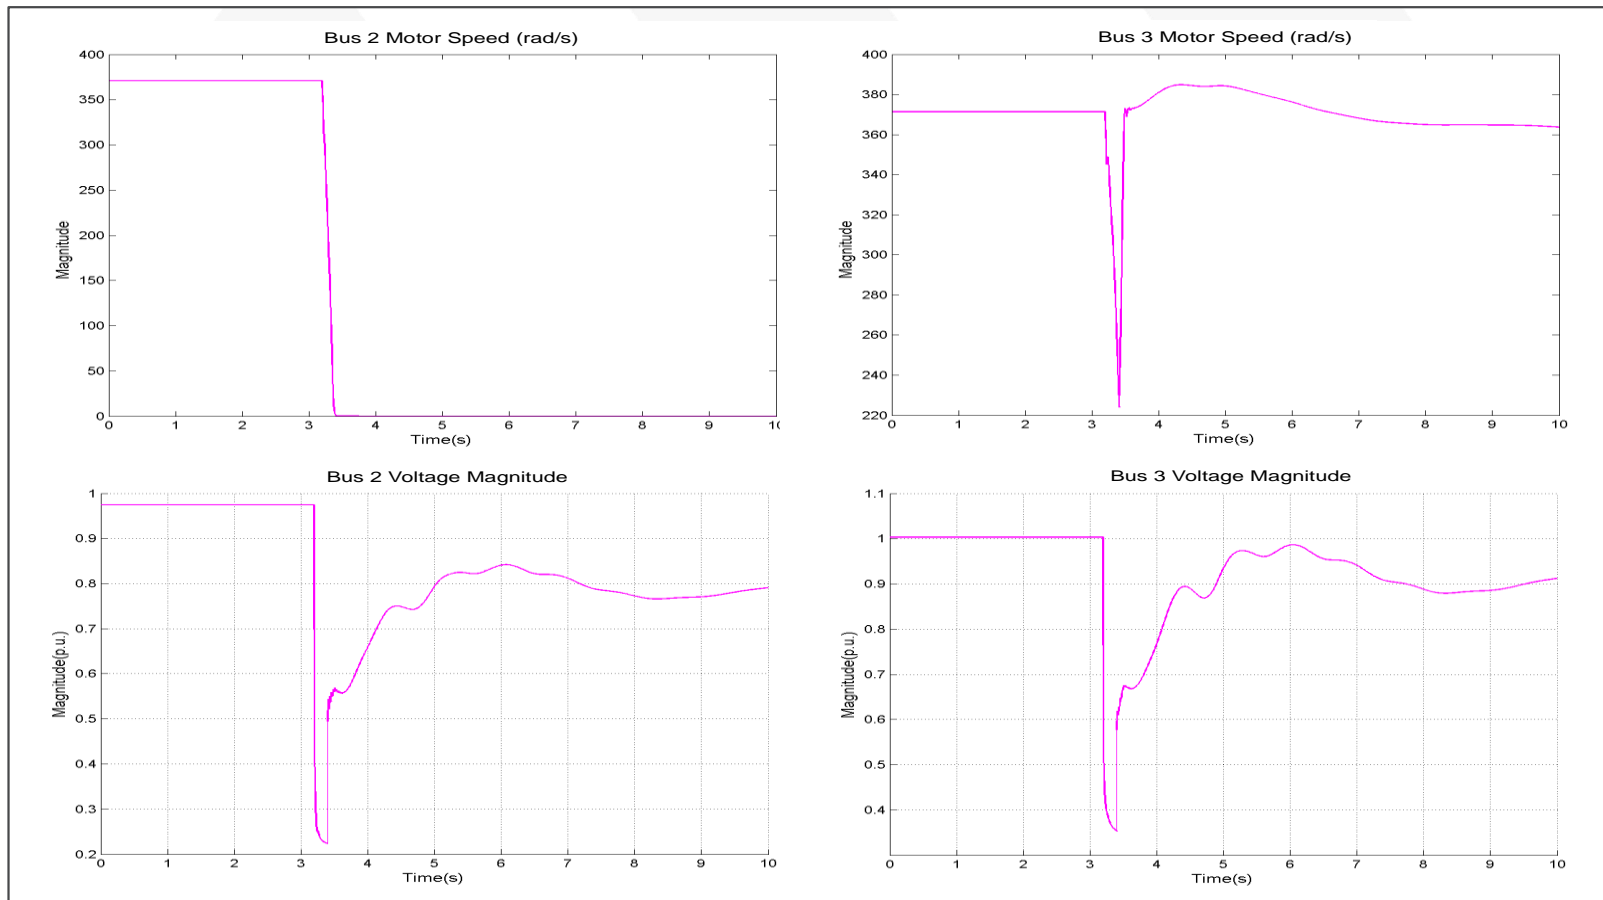 Bus 2 Motor Speed (rad/s)
400
350
300
250
200
150
100
50
0
Magnitude
0 1 2 3 4 5 6 7 8 9 10
Time(s)
Bus 3 Motor Speed (rad/s)
400
380
360
340
320
300
280
260
240
220
Magnitude
0 1 2 3 4 5 6 7 8 9 10
Time(s)
Bus 2 Voltage Magnitude
1
0.9
0.8
0.7
0.6
0.5
0.4
0.3
0.2
Magnitude(p.u.)
0 1 2 3 4 5 6 7 8 9 10
Time(s)
Bus 3 Voltage Magnitude
1.1
1
0.9
0.8
0.7
0.6
0.5
0.4
Magnitude(p.u.)
0 1 2 3 4 5 6 7 8 9 10
Time(s)